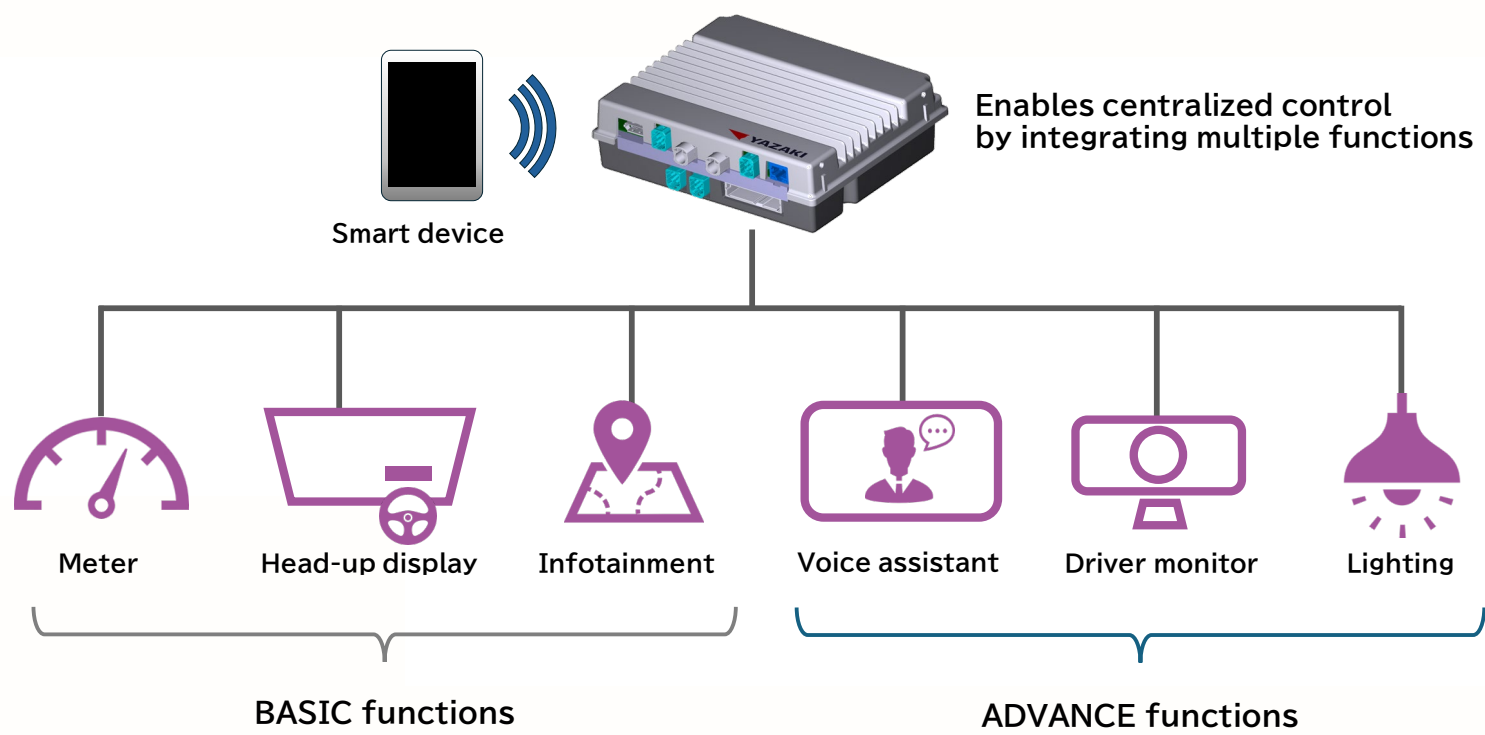 YAZAKI
Enables centralized control
by integrating multiple functions
Smart device
Meter
Head-up display
Infotainment
Voice assistant
Driver monitor
Lighting
BASIC functions
ADVANCE functions